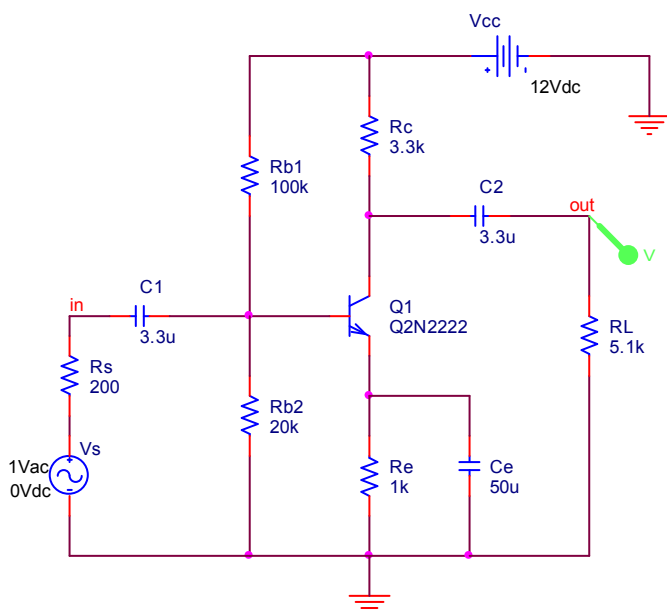 Vcc
12Vdc
Rc
3.3k
Rb1
100k
C2
3.3u
out
V
C1
3.3u
in
Q1
Q2N2222
RL
5.1k
Rs
200
Rb2
20k
Vs
1Vac
0Vdc
Re
1k
Ce
50u